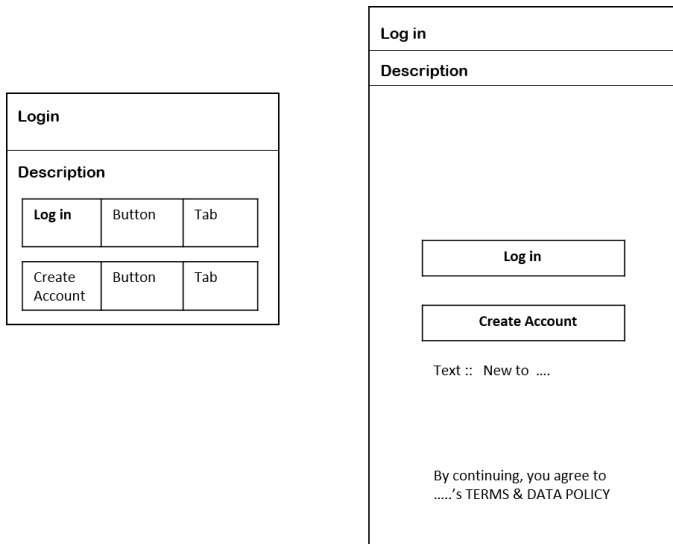 Login
Description
Log in Button Tab
Create Button Tab
Account
Log in
Description
Log in
Create Account
Text :: New to ....
By continuing, you agree to
.....'s TERMS & DATA POLICY